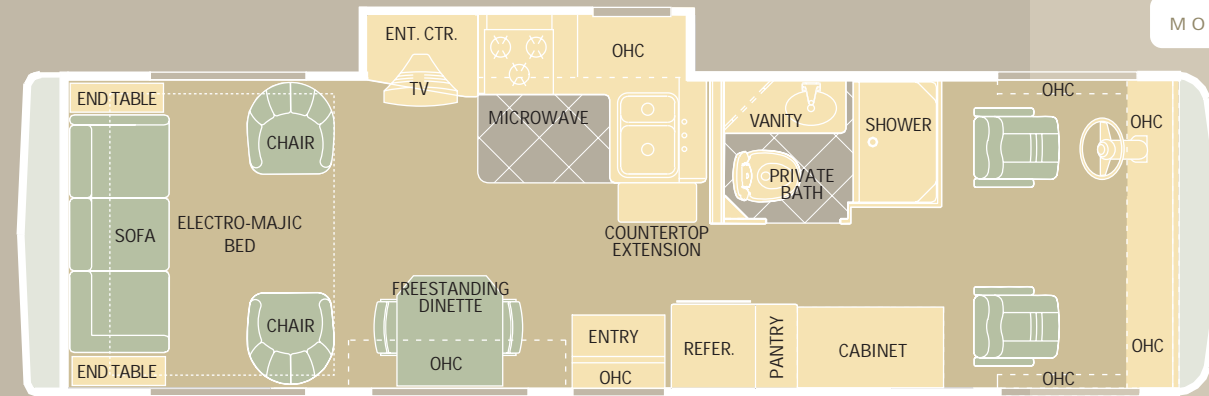 MO
ENT. CTR.
TV
OHC
MICROWAVE
END TABLE
CHAIR
SOFA
ELECTRO-MAJIC
BED
CHAIR
END TABLE
COUNTERTOP
EXTENSION
VANITY
SHOWER
PRIVATE
BATH
OHC
OHC
FREESTANDING
DINETTE
OHC
ENTRY
OHC
REFER.
PANTRY
CABINET
OHC
OHC